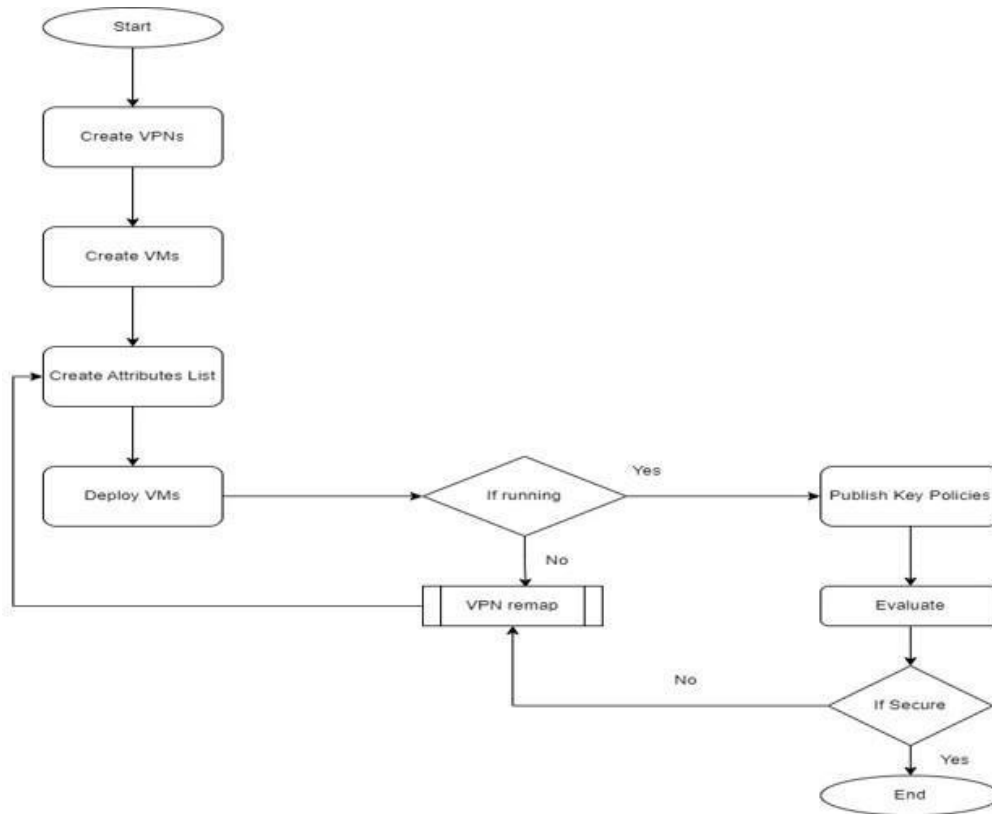 Start
Create VPNs
Create VMs
Create Attributes List
Deploy VMs
If running
Yes
Publish Key Policies
No
VPN remap
Evaluate
No
If Secure
Yes
End